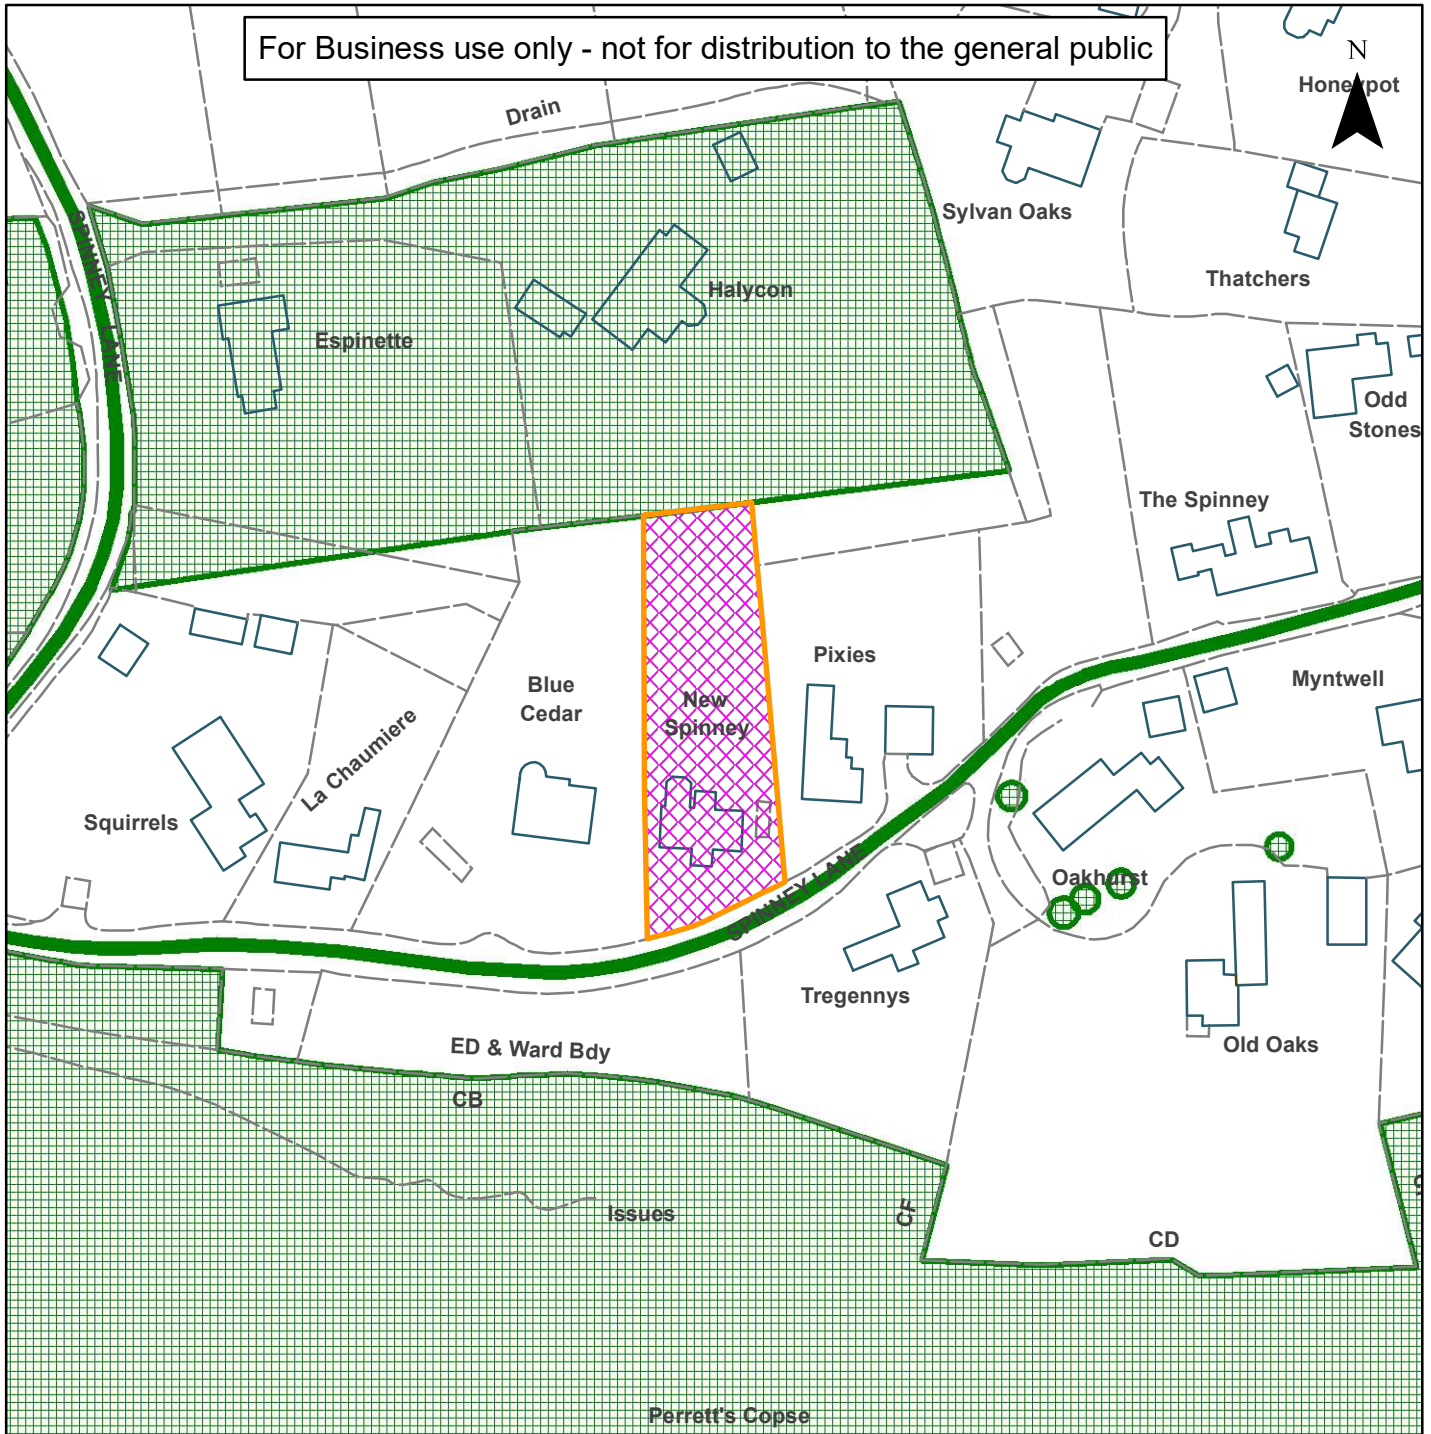 For Business use only - not for distribution to the general public
N
Honeypot
Drain
Sylvan Oaks
Thatchers
SPINNEY LANE
Halycon
Espinette
Odd
Stones
The Spinney
Pixies
Myntwell
Blue
Cedar
New
Spinney
La Chaumiere
Squirrels
SPINNEY LANE
Oakhurst
Tregennys
Old Oaks
ED & Ward Bdy
CB
CF
Issues
CD
Perrett's Copse